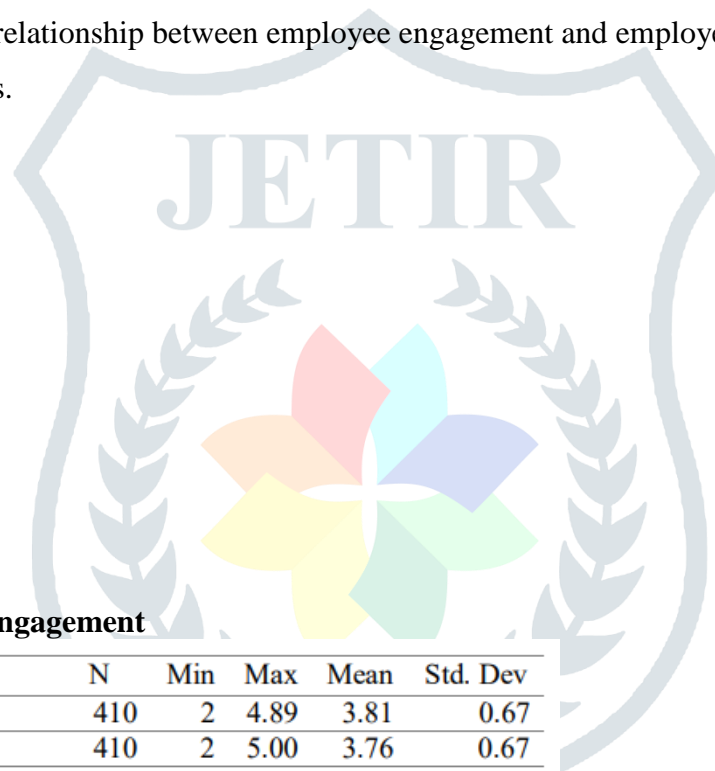 relationship between employee engagement and
s.
JETIR
ngagement
N Min Max Mean Std. Dev
410 2 4.89 3.81 0.67
410 2 5.00 3.76 0.67